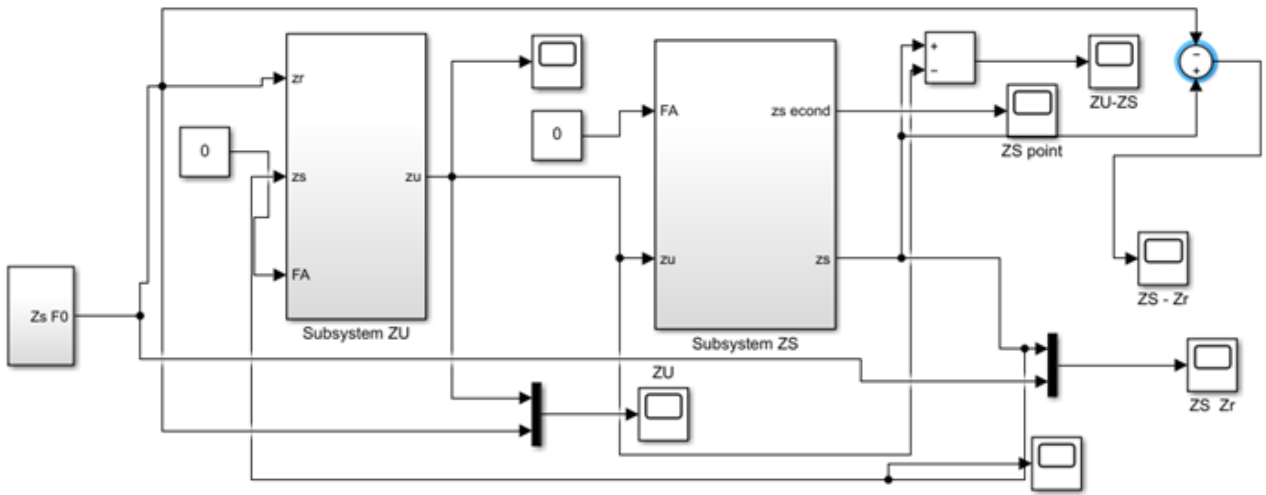 zr
0
zs
zu
FA
Zs F0
Subsystem ZU
0
FA
zs econd
zu
zs
Subsystem ZS
+
−
ZU-ZS
ZS point
−
+
ZS - Zr
ZU
ZS Zr